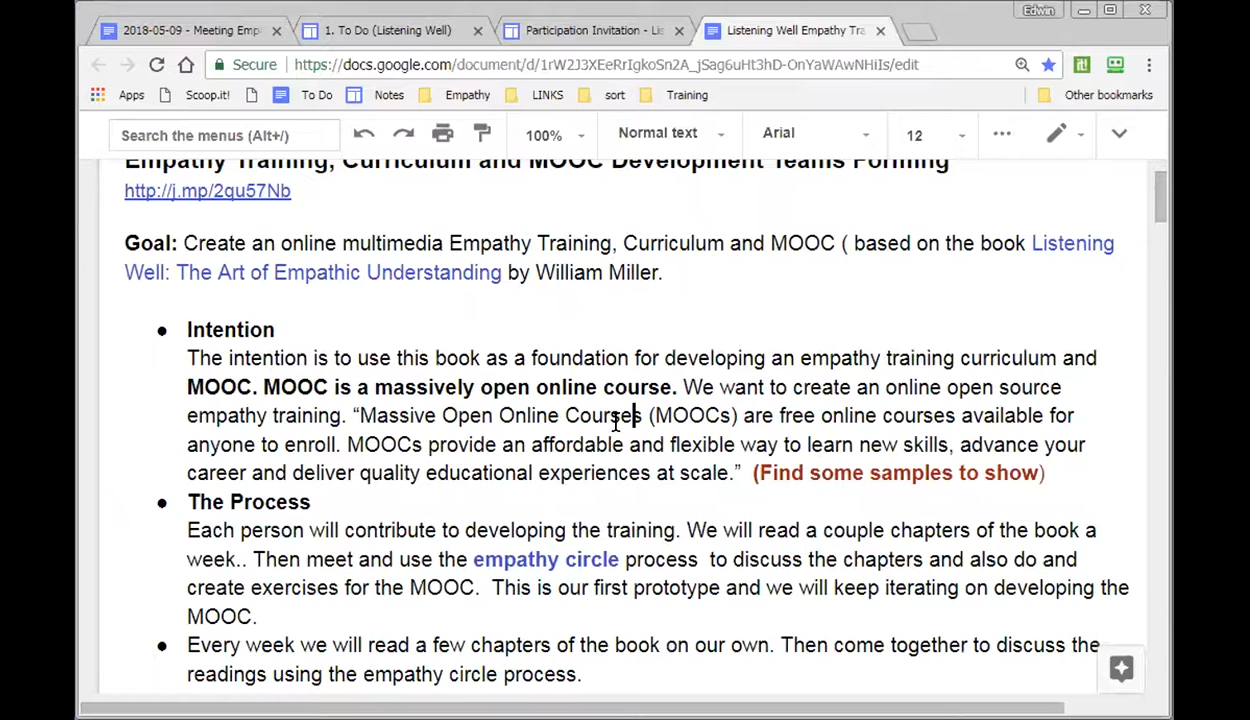 Edwin
2018-05-09 - Meeting Emp
1. To Do (Listening Well)
Participation Invitation - Lis
Listening Well Empathy Tra
Secure
https://docs.google.com/document/d/1rW2J3XEeRrIgkoSn2A_jSag6uHt3hD-OnYaWAwNHiIs/edit
Apps
Scoop.it!
To Do
Notes
Empathy
LINKS
sort
Training
Other bookmarks
Search the menus (Alt+/)
100%
Normal text
Arial
12
Empathy Training, Curriculum and MOOC Development Teams Forming
http://j.mp/2qu57Nb
Goal: Create an online multimedia Empathy Training, Curriculum and MOOC ( based on the book Listening
Well: The Art of Empathic Understanding by William Miller.
● Intention
The intention is to use this book as a foundation for developing an empathy training curriculum and
MOOC. MOOC is a massively open online course. We want to create an online open source
empathy training. “Massive Open Online Courses (MOOCs) are free online courses available for
anyone to enroll. MOOCs provide an affordable and flexible way to learn new skills, advance your
career and deliver quality educational experiences at scale.” (Find some samples to show)
● The Process
Each person will contribute to developing the training. We will read a couple chapters of the book a
week.. Then meet and use the empathy circle process to discuss the chapters and also do and
create exercises for the MOOC. This is our first prototype and we will keep iterating on developing the
MOOC.
● Every week we will read a few chapters of the book on our own. Then come together to discuss the
readings using the empathy circle process.